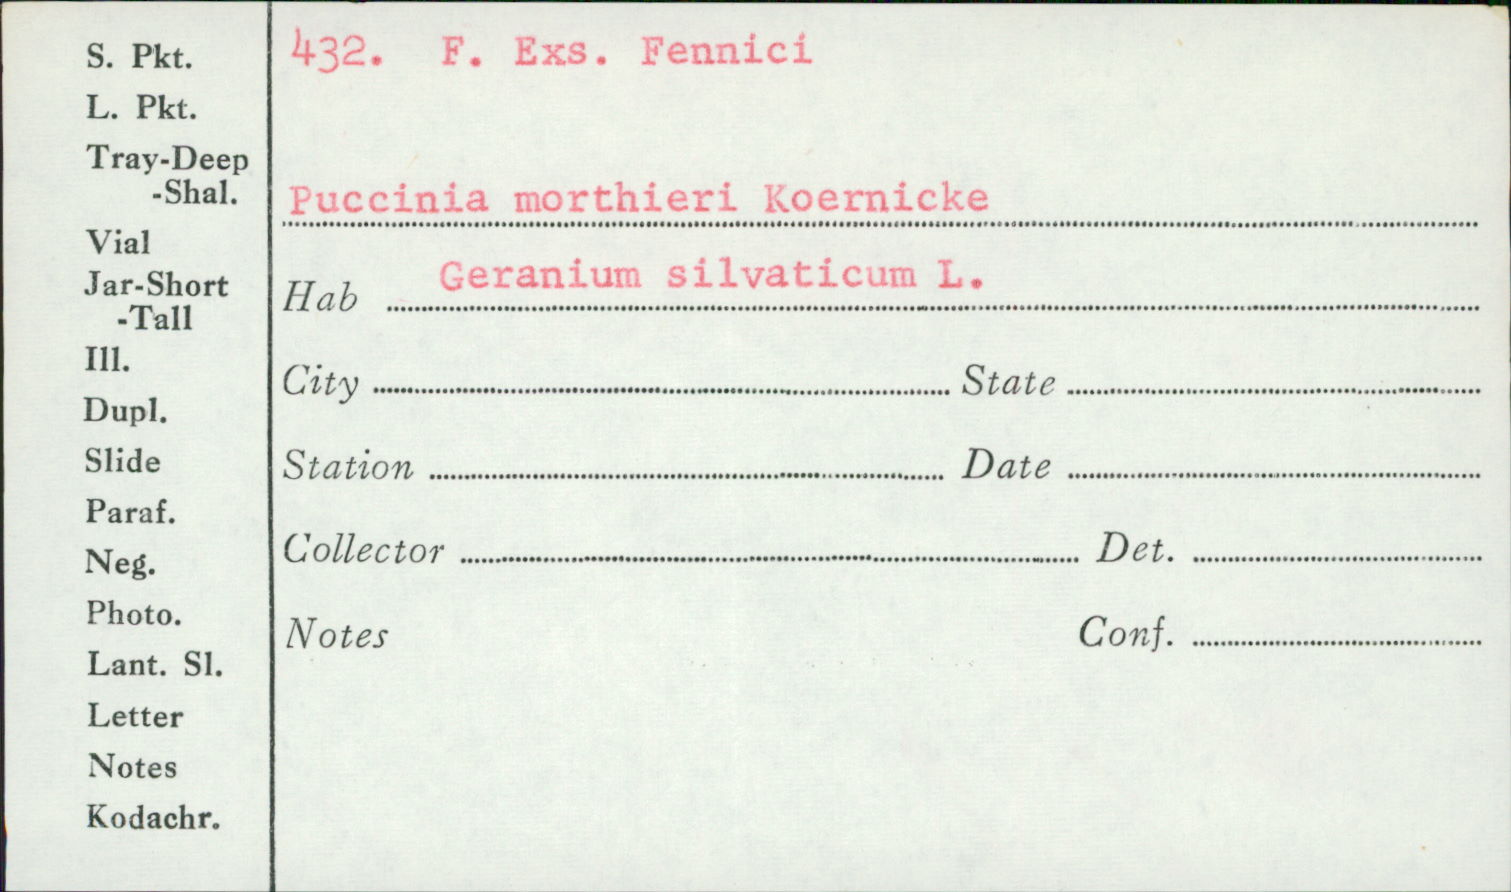 S. Pkt.
L. Pkt.
Tray-Deep
-Shal.
Vial
Jar-Short
-Tall
Ill.
Dupl.
Slide
Paraf.
Neg.
Photo.
Lant. Sl.
Letter
Notes
Kodachr.
432. F. Exs. Fennici
Puccinia morthieri Koernicke
Hab Geranium silvaticum L.
City State
Station Date
Collector Det.
Notes Conf.